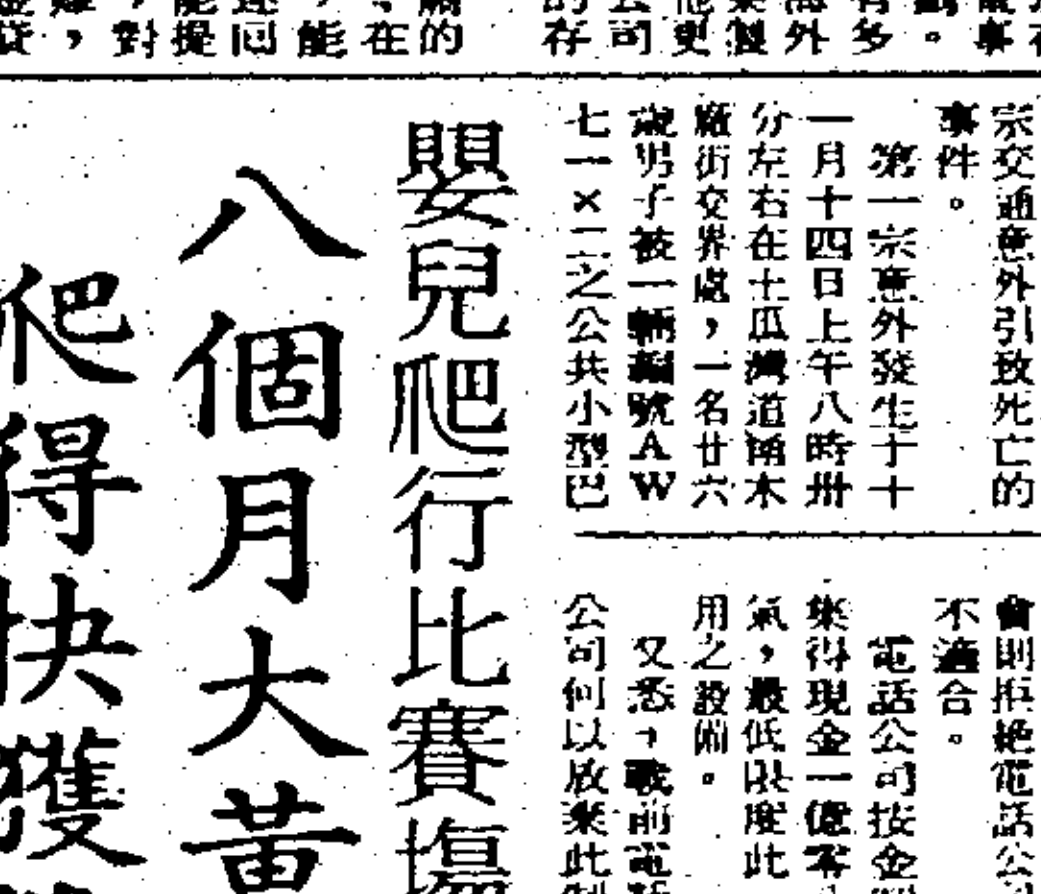 宗交通意外引致死亡的
事件。
第一宗意外發生于十
一月十四日上午八時卅
分左右在土瓜灣道與木
廠街交界處，一名廿六
歲男子被一輛編號AW
七一×二之公共小型巴
會則拒絕電話公
不適合。
電話公司按金
集得現金一億零
氣，最低限度此
用之設備。
又悉，戰前電話
公司何以放棄此
嬰兒爬行比賽塲
八個月大黃
爬得快獲